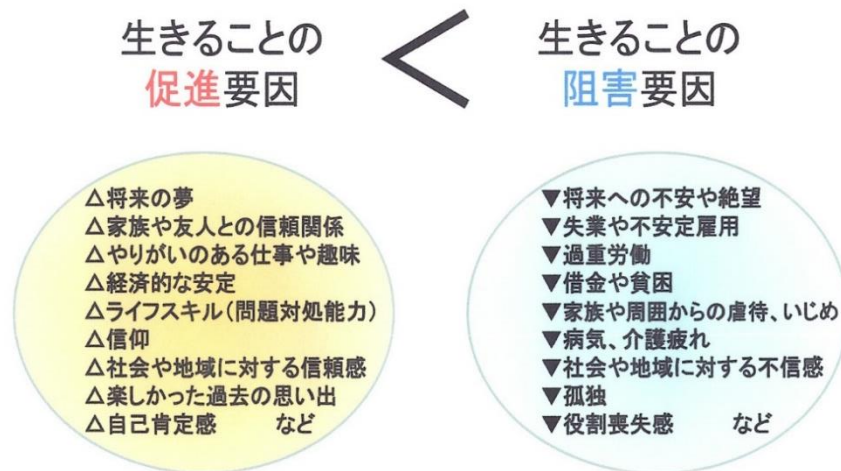 生きることの
促進要因
<
生きることの
阻害要因
△将来の夢
△家族や友人との信頼関係
△やりがいのある仕事や趣味
△経済的な安定
△ライフスキル(問題対処能力)
△信仰
△社会や地域に対する信頼感
△楽しかった過去の思い出
△自己肯定感 など
▼将来への不安や絶望
▼失業や不安定雇用
▼過重労働
▼借金や貧困
▼家族や周囲からの虐待、いじめ
▼病気、介護疲れ
▼社会や地域に対する不信感
▼孤独
▼役割喪失感 など